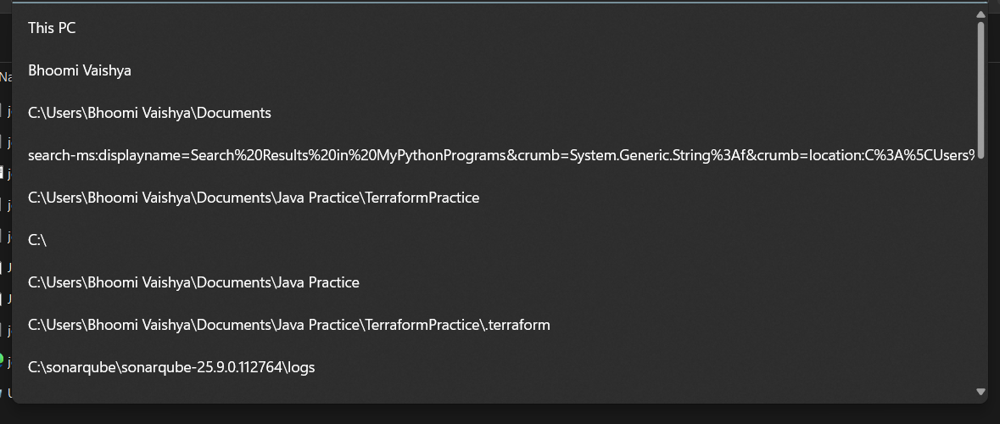 This PC
Bhoomi Vaishya
C:\Users\Bhoomi Vaishya\Documents
search-ms:displayname=Search%20Results%20in%20MyPythonPrograms&crumb=System.Generic.String%3Af&crumb=location:C%3A%5CUsers%
C:\Users\Bhoomi Vaishya\Documents\Java Practice\TerraformPractice
C:\
C:\Users\Bhoomi Vaishya\Documents\Java Practice
C:\Users\Bhoomi Vaishya\Documents\Java Practice\TerraformPractice\.terraform
C:\sonarqube\sonarqube-25.9.0.112764\logs